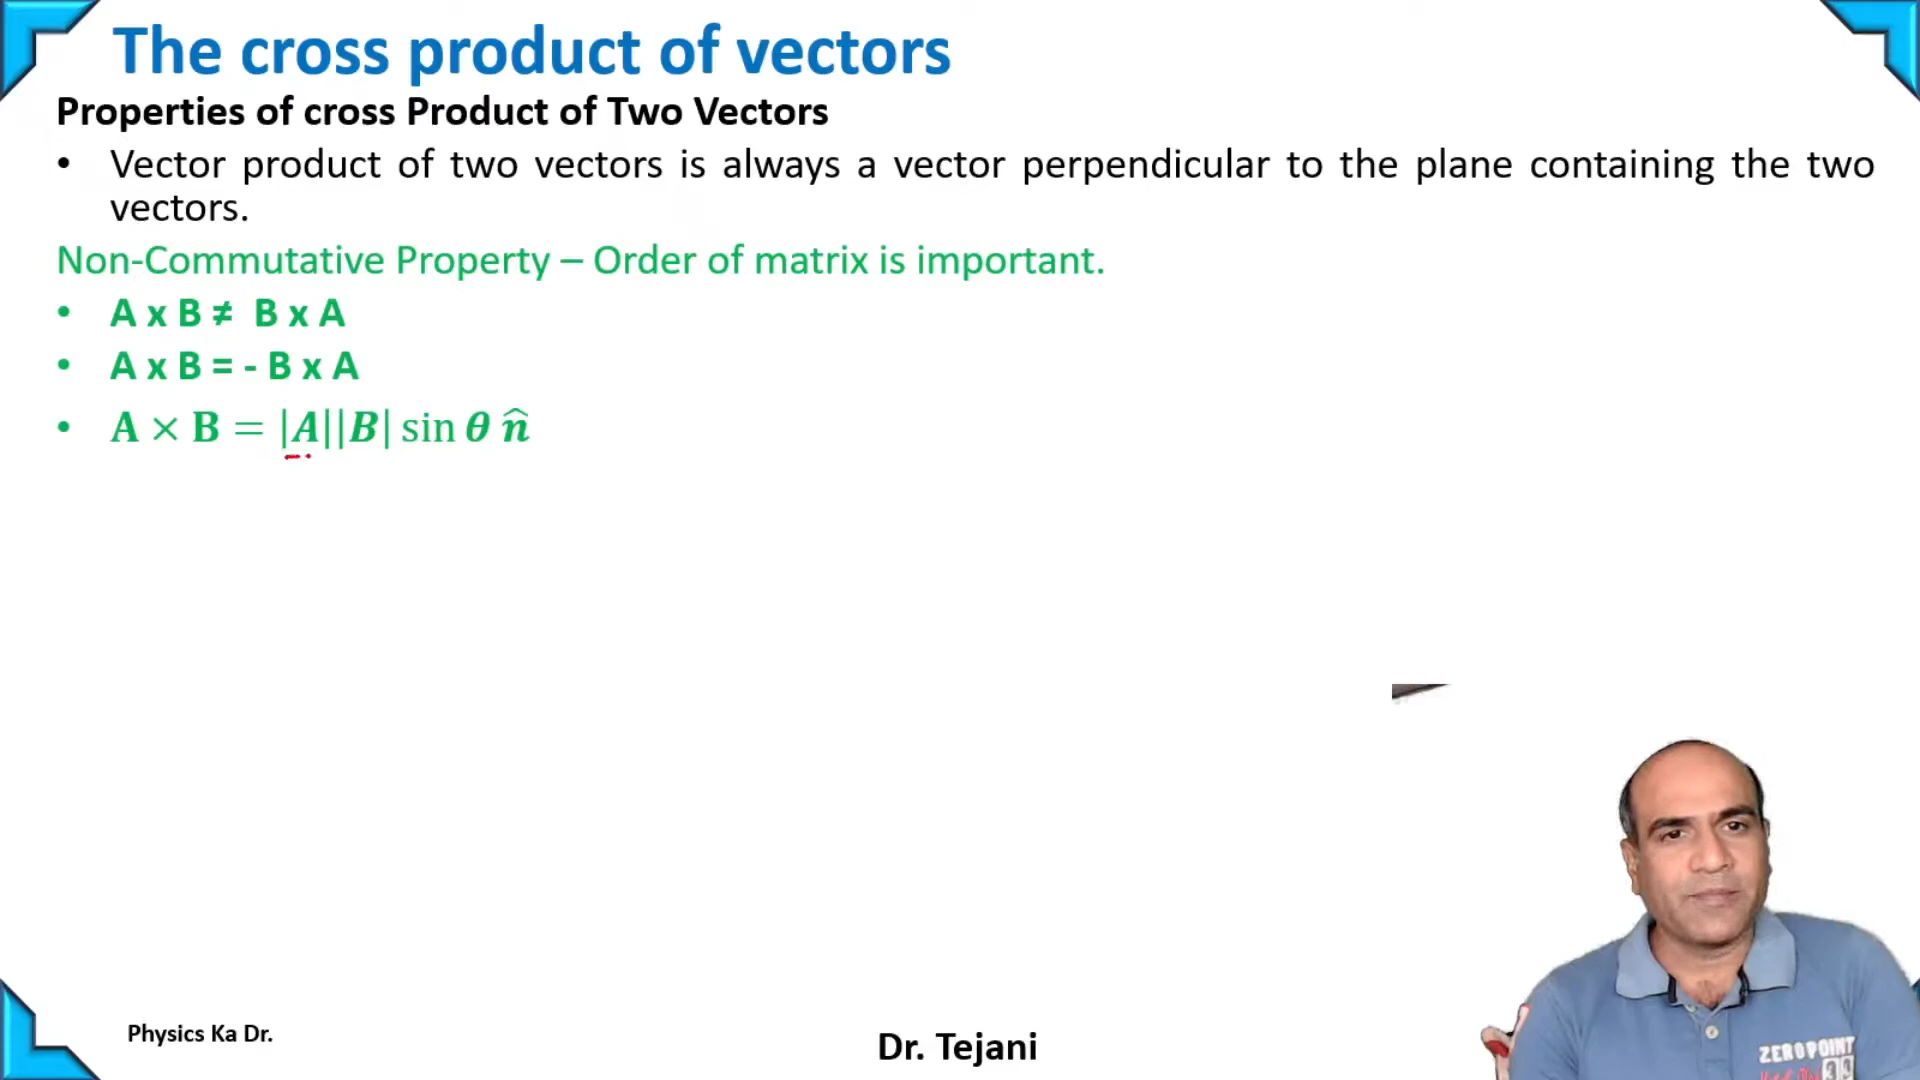 The cross product of vectors
Properties of cross Product of Two Vectors
• Vector product of two vectors is always a vector perpendicular to the plane containing the two
vectors.
Non-Commutative Property – Order of matrix is important.
• A x B ≠ B x A
• A x B = - B x A
• A × B = |A||B| sin θ n̂
Physics Ka Dr.
Dr. Tejani
ZEROPOINT